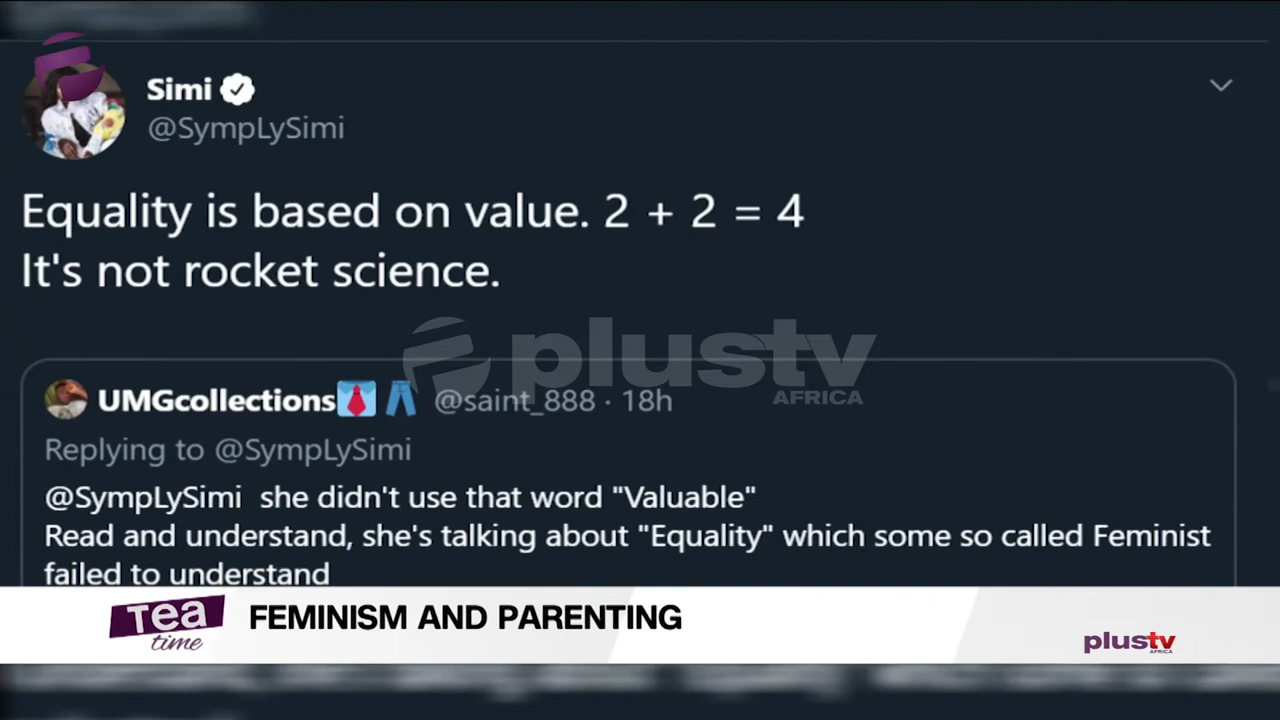 Simi
@SympLySimi
Equality is based on value. 2 + 2 = 4
It's not rocket science.
plustv
AFRICA
UMGcollections @saint_888 · 18h
Replying to @SympLySimi
@SympLySimi she didn't use that word "Valuable"
Read and understand, she's talking about "Equality" which some so called Feminist
failed to understand
Tea
time
FEMINISM AND PARENTING
plustv
AFRICA